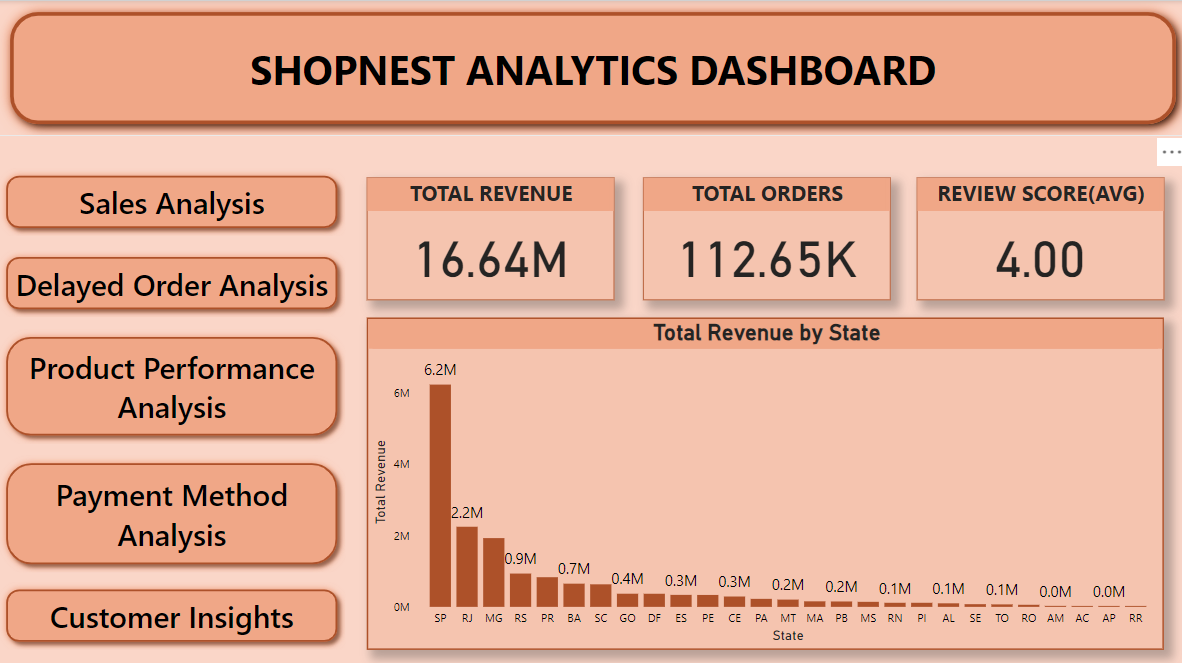 SHOPNEST ANALYTICS DASHBOARD
Sales Analysis
Delayed Order Analysis
Product Performance
Analysis
Payment Method
Analysis
Customer Insights
TOTAL REVENUE
16.64M
TOTAL ORDERS
112.65K
REVIEW SCORE(AVG)
4.00
Total Revenue by State
Total Revenue
6M
4M
2M
0M
6.2M
2.2M
0.9M
0.7M
0.4M
0.3M
0.3M
0.2M
0.2M
0.1M
0.1M
0.1M
0.0M
0.0M
SP RJ MG RS PR BA SC GO DF ES PE CE PA MT MA PB MS RN PI AL SE TO RO AM AC AP RR
State